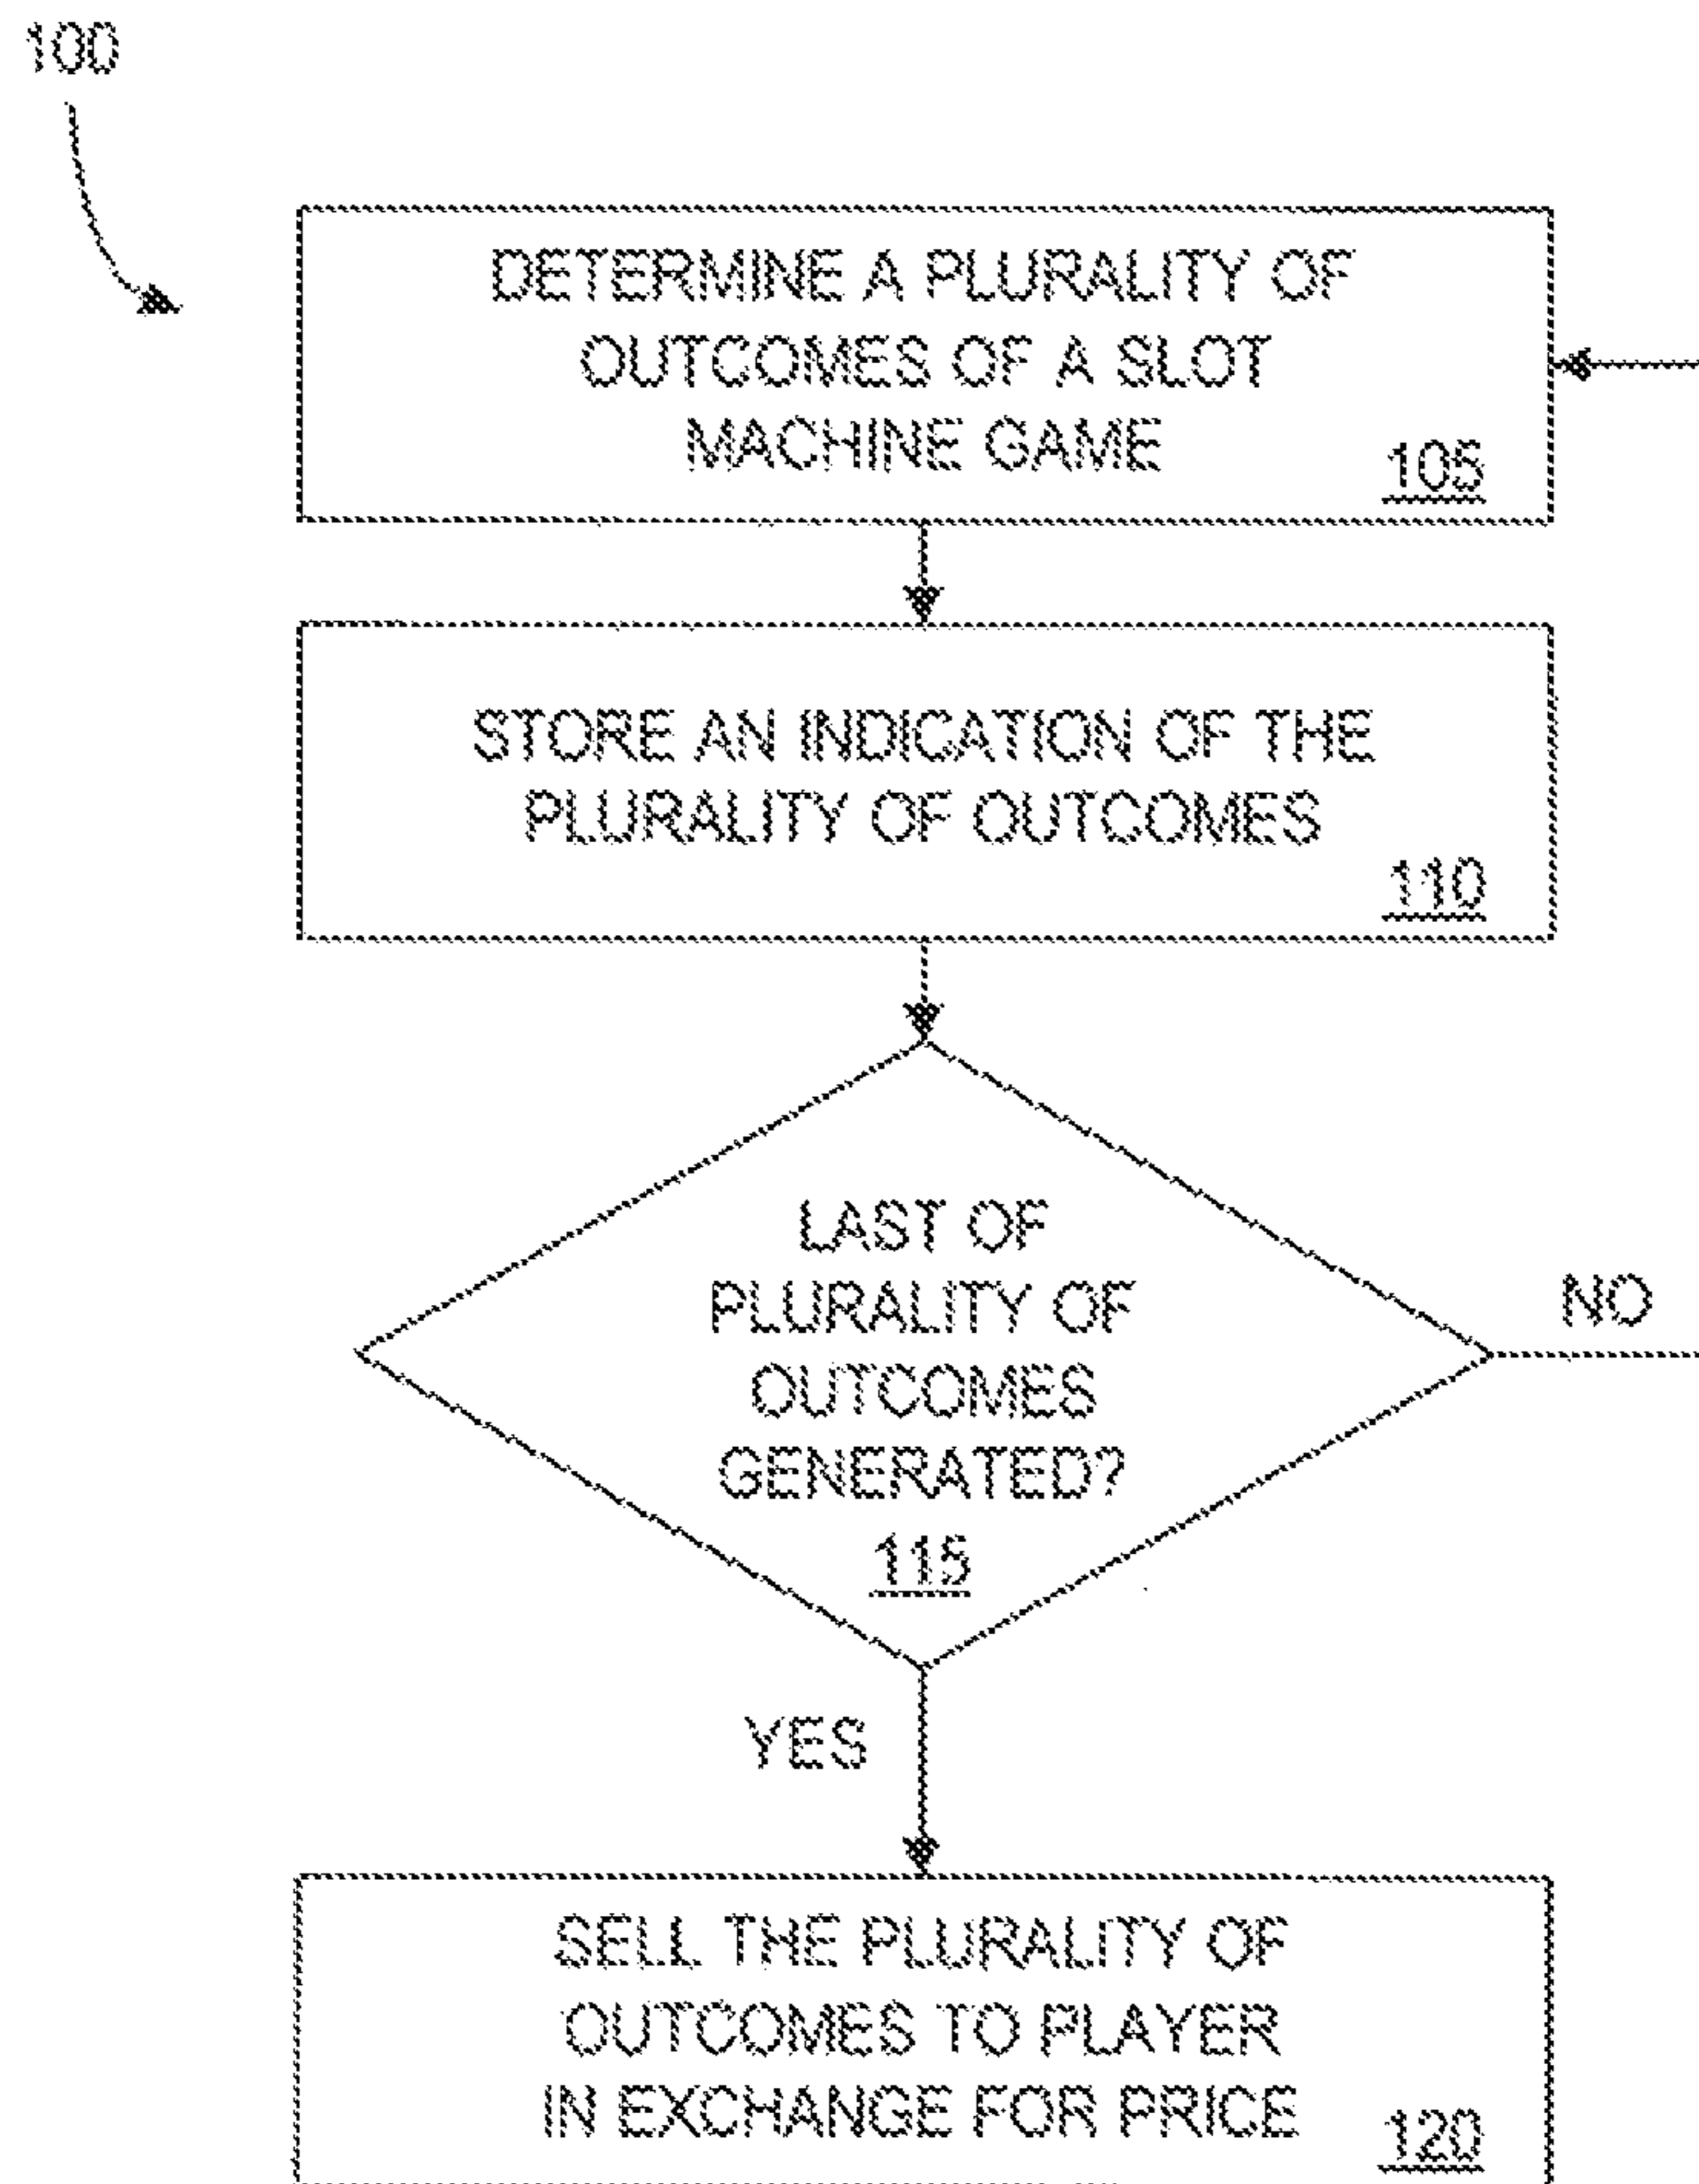 100
DETERMINE A PLURALITY OF
OUTCOMES OF A SLOT
MACHINE GAME
105
STORE AN INDICATION OF THE
PLURALITY OF OUTCOMES
110
LAST OF
PLURALITY OF
OUTCOMES
GENERATED?
115
NO
YES
SELL THE PLURALITY OF
OUTCOMES TO PLAYER
IN EXCHANGE FOR PRICE
120